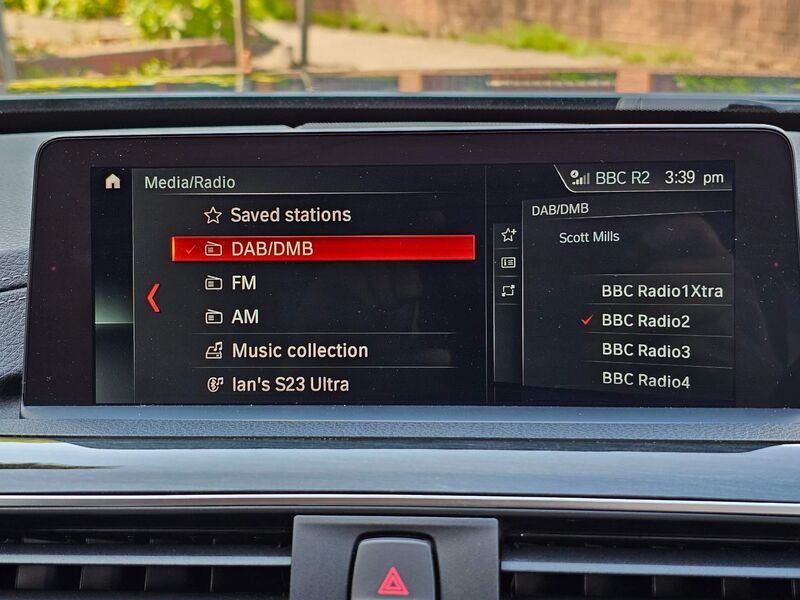 Media/Radio
BBC R2 3:39 pm
Saved stations
DAB/DMB
FM
AM
Music collection
Ian's S23 Ultra
DAB/DMB
Scott Mills
BBC Radio1Xtra
BBC Radio2
BBC Radio3
BBC Radio4